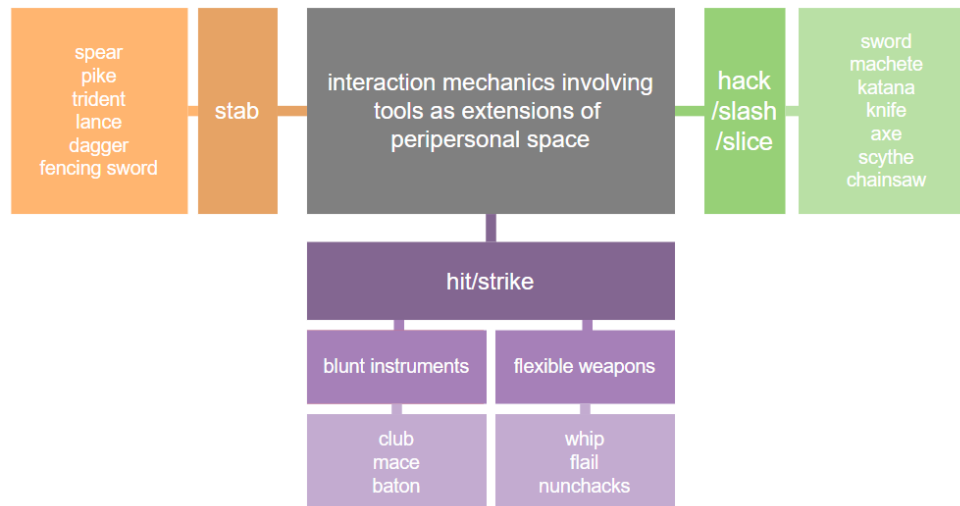 spear
pike
trident
lance
dagger
fencing sword
stab
interaction mechanics involving
tools as extensions of
peripersonal space
hack
/slash
/slice
sword
machete
katana
knife
axe
scythe
chainsaw
hit/strike
blunt instruments
flexible weapons
club
mace
baton
whip
flail
nunchacks